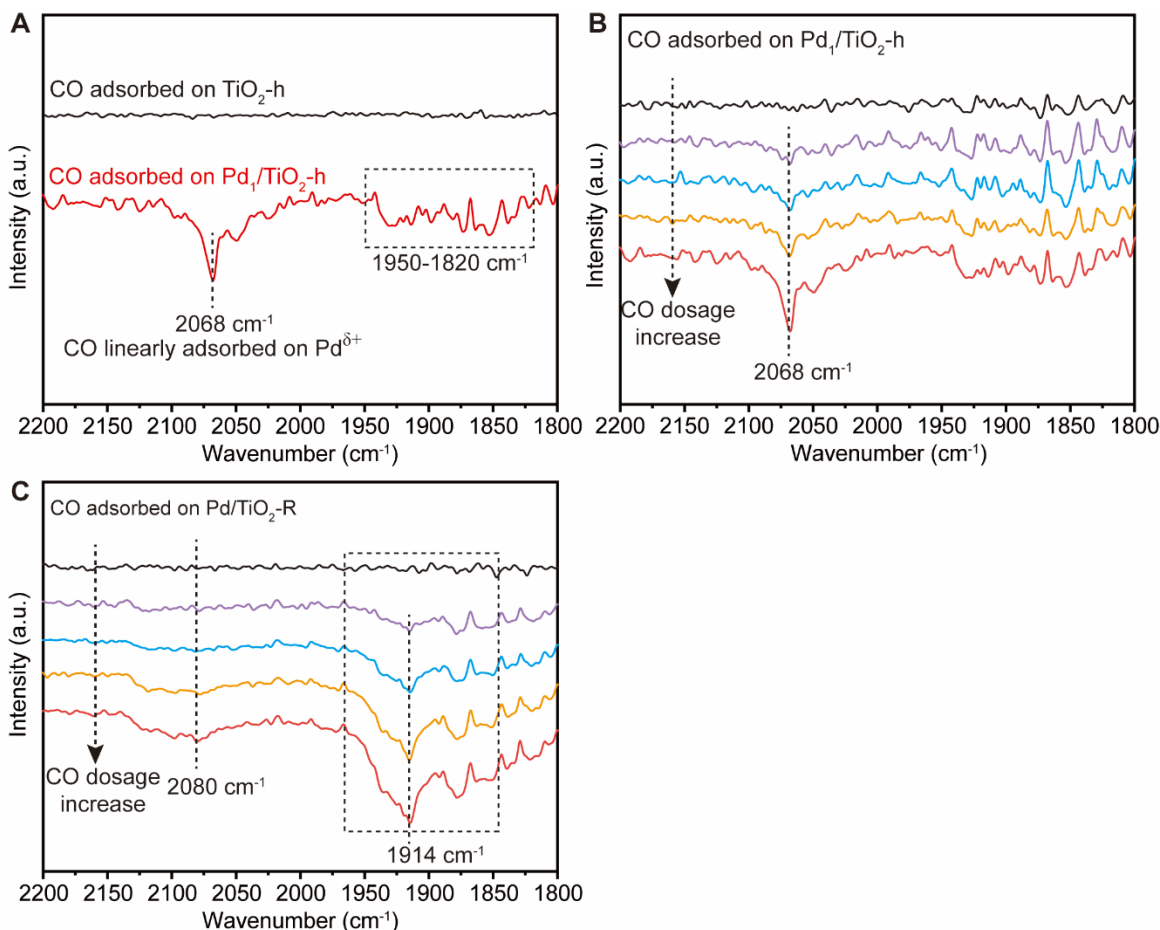 A
CO adsorbed on TiO₂-h
CO adsorbed on Pd₁/TiO₂-h
1950-1820 cm⁻¹
2068 cm⁻¹
CO linearly adsorbed on Pd^δ+
Intensity (a.u.)
2200 2150 2100 2050 2000 1950 1900 1850 1800
Wavenumber (cm⁻¹)
B
CO adsorbed on Pd₁/TiO₂-h
CO dosage
increase
2068 cm⁻¹
Intensity (a.u.)
2200 2150 2100 2050 2000 1950 1900 1850 1800
Wavenumber (cm⁻¹)
C
CO adsorbed on Pd/TiO₂-R
CO dosage
increase
2080 cm⁻¹
1914 cm⁻¹
Intensity (a.u.)
2200 2150 2100 2050 2000 1950 1900 1850 1800
Wavenumber (cm⁻¹)